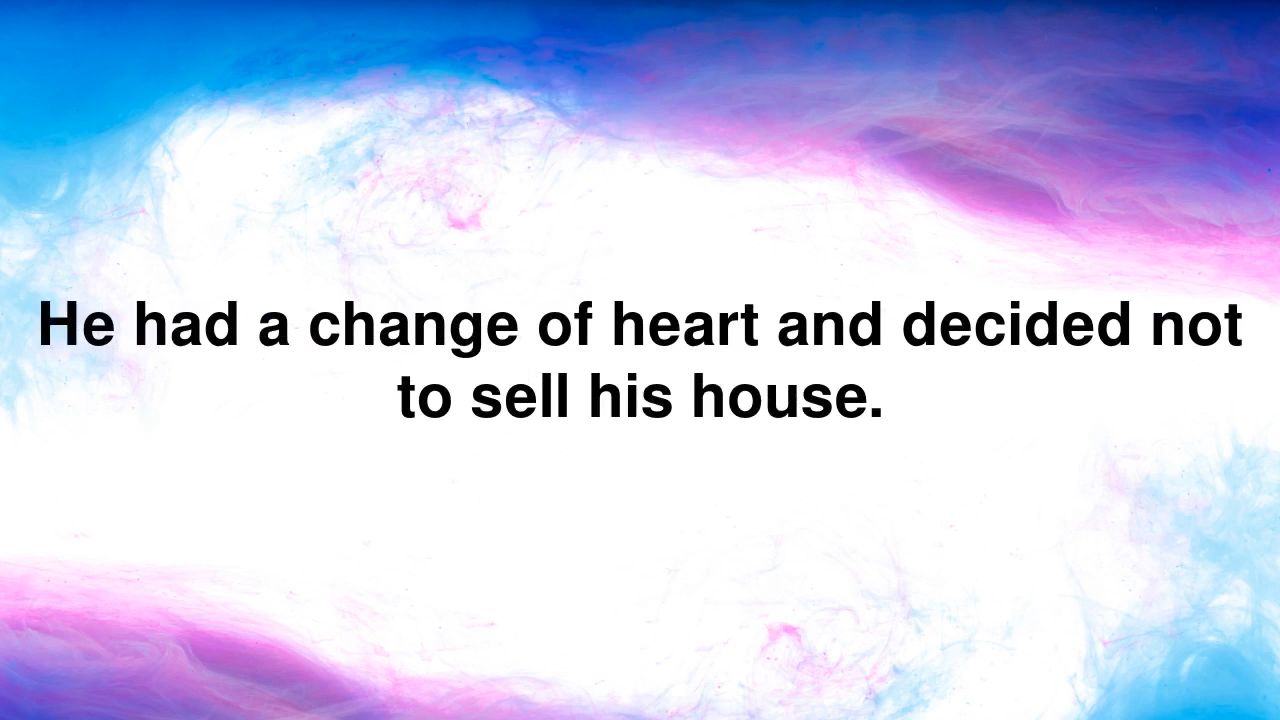 He had a change of heart and decided not
to sell his house.